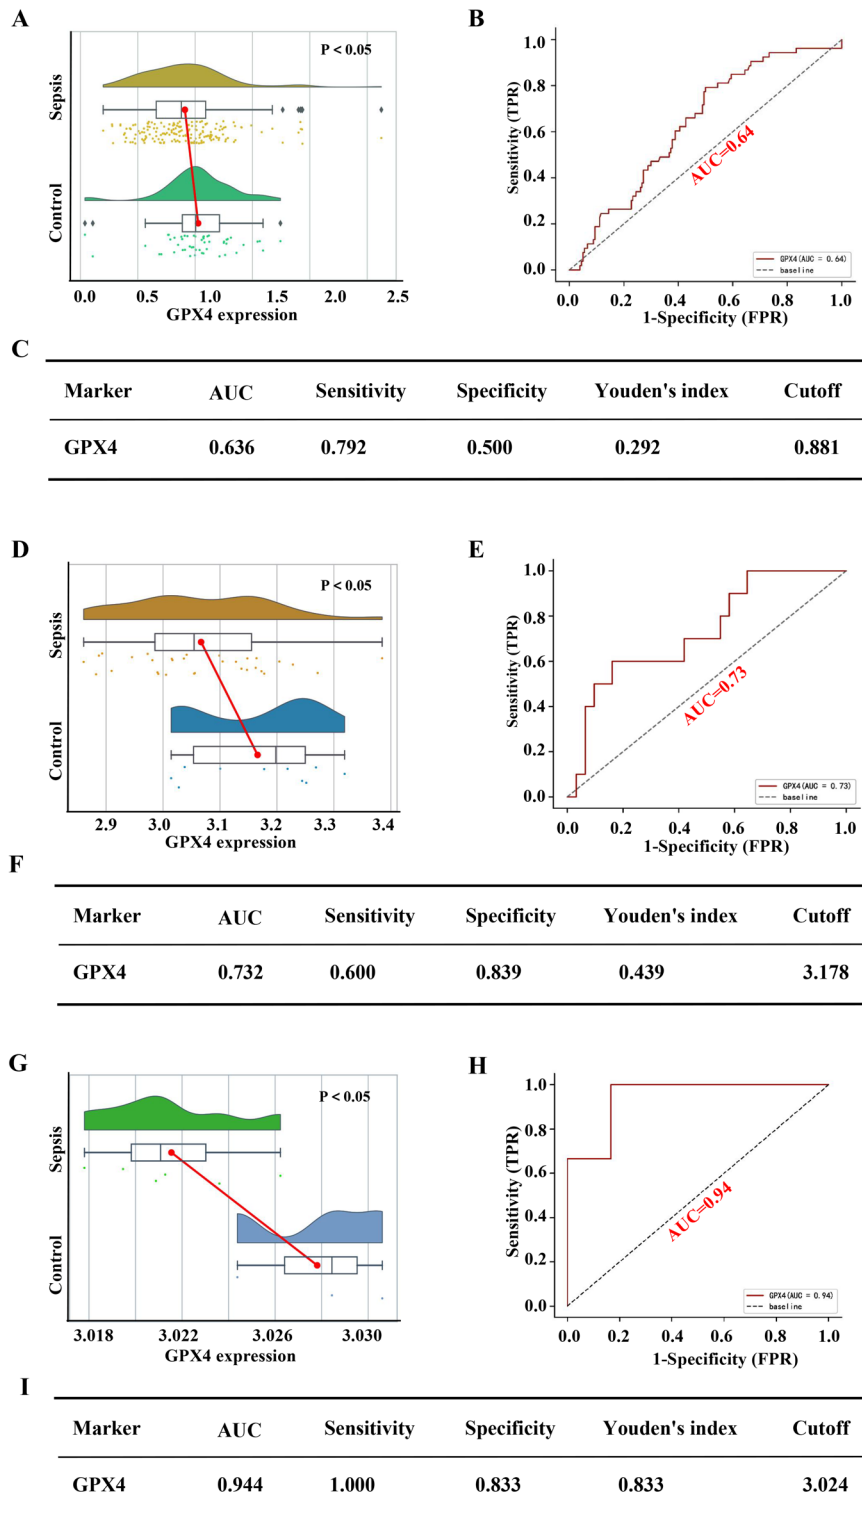 A
P < 0.05
Sepsis
Control
0.0 0.5 1.0 1.5 2.0 2.5
GPX4 expression
B
1.0
0.8
0.6
0.4
0.2
0.0
Sensitivity (TPR)
AUC=0.64
GPX4(AUC = 0.64)
baseline
0.0 0.2 0.4 0.6 0.8 1.0
1-Specificity (FPR)
C
Marker AUC Sensitivity Specificity Youden's index Cutoff
GPX4 0.636 0.792 0.500 0.292 0.881
D
P < 0.05
Sepsis
Control
2.9 3.0 3.1 3.2 3.3 3.4
GPX4 expression
E
1.0
0.8
0.6
0.4
0.2
0.0
Sensitivity (TPR)
AUC=0.73
GPX4(AUC = 0.73)
baseline
0.0 0.2 0.4 0.6 0.8 1.0
1-Specificity (FPR)
F
Marker AUC Sensitivity Specificity Youden's index Cutoff
GPX4 0.732 0.600 0.839 0.439 3.178
G
P < 0.05
Sepsis
Control
3.018 3.022 3.026 3.030
GPX4 expression
H
1.0
0.8
0.6
0.4
0.2
0.0
Sensitivity (TPR)
AUC=0.94
GPX4(AUC = 0.94)
baseline
0.0 0.2 0.4 0.6 0.8 1.0
1-Specificity (FPR)
I
Marker AUC Sensitivity Specificity Youden's index Cutoff
GPX4 0.944 1.000 0.833 0.833 3.024